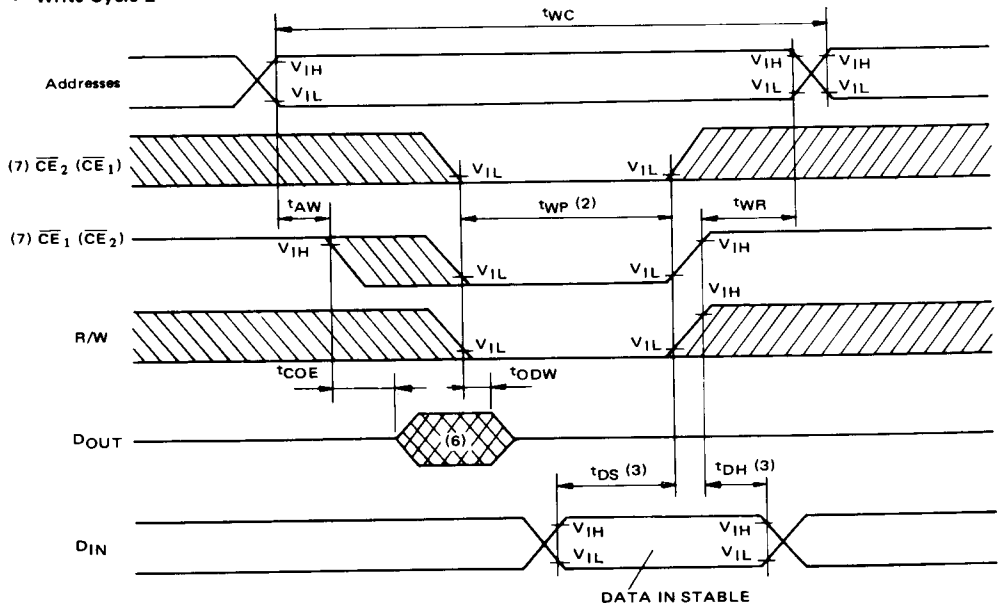 Write Cycle 2
tWC
Addresses
VIH
VIL
VIH
VIL
VIH
VIL
(7) CE2 (CE1)
VIL
VIL
tAW
tWP (2)
tWR
(7) CE1 (CE2)
VIH
VIL
VIL
VIH
R/W
VIL
VIL
VIH
tCOE
tODW
DOUT
(6)
tDS (3)
tDH (3)
DIN
VIH
VIL
VIH
VIL
DATA IN STABLE